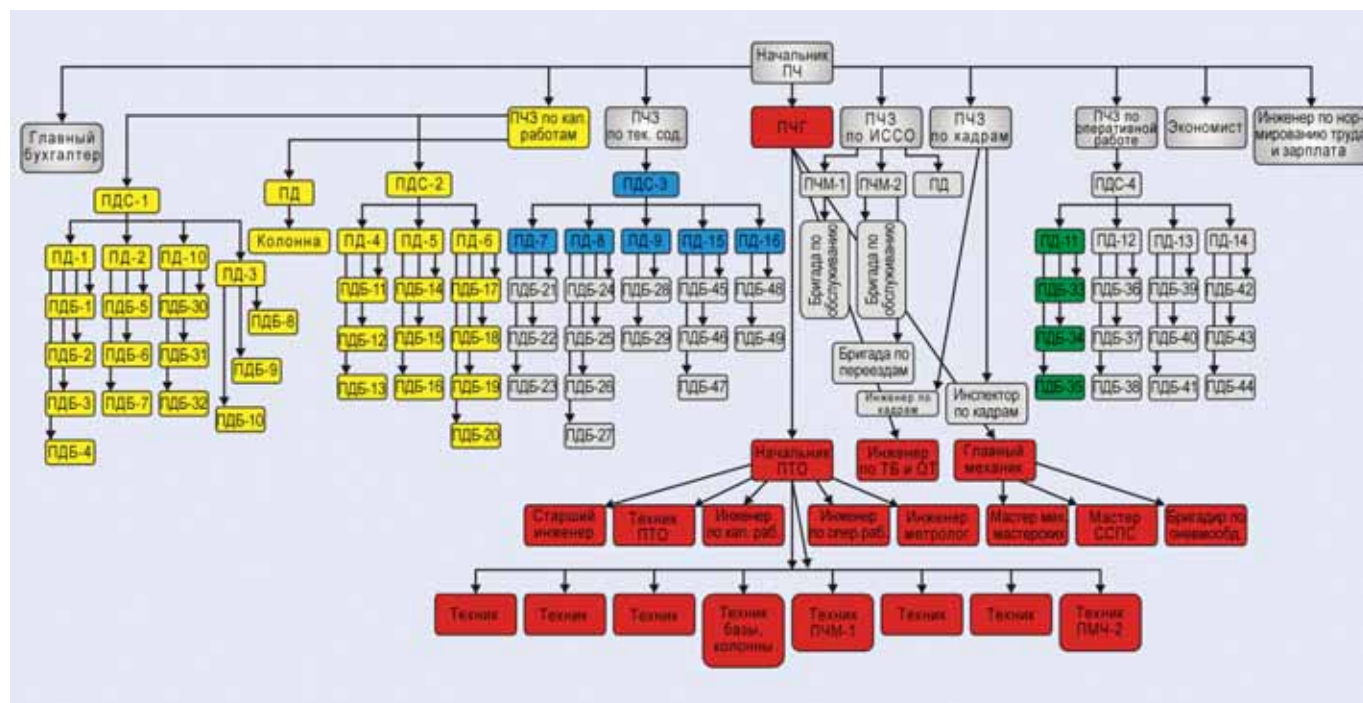 Начальник
ПЧ
Главный
бухгалтер
ПЧЗ по кап.
работам
ПЧЗ
по тек. сод.
ПЧГ
ПЧЗ
по ИССО
ПЧЗ
по кадрам
ПЧЗ по
оперативной
работе
Экономист
Инженер по нор-
мированию труда
и зарплата
ПДС-1
ПД
Колонна
ПДС-2
ПДС-3
ПЧМ-1
ПЧМ-2
ПД
ПДС-4
ПД-1
ПД-2
ПД-10
ПД-3
ПД-4
ПД-5
ПД-6
ПД-7
ПД-8
ПД-9
ПД-15
ПД-16
Бригада по
обслуживанию
Бригада по
обслуживанию
ПД-11
ПД-12
ПД-13
ПД-14
ПДБ-1
ПДБ-5
ПДБ-30
ПДБ-8
ПДБ-11
ПДБ-14
ПДБ-17
ПДБ-21
ПДБ-24
ПДБ-28
ПДБ-45
ПДБ-48
ПДБ-33
ПДБ-36
ПДБ-39
ПДБ-42
ПДБ-2
ПДБ-6
ПДБ-31
ПДБ-9
ПДБ-12
ПДБ-15
ПДБ-18
ПДБ-22
ПДБ-25
ПДБ-29
ПДБ-46
ПДБ-49
Бригада по
переездам
ПДБ-34
ПДБ-37
ПДБ-40
ПДБ-43
ПДБ-3
ПДБ-7
ПДБ-32
ПДБ-10
ПДБ-13
ПДБ-16
ПДБ-19
ПДБ-23
ПДБ-26
ПДБ-47
Инженер по
кадрам
Инспектор
по кадрам
ПДБ-35
ПДБ-38
ПДБ-41
ПДБ-44
ПДБ-4
ПДБ-20
ПДБ-27
Начальник
ПТО
Инженер
по ТБ и ОТ
Главный
механик
Старший
инженер
Техник
ПТО
Инженер
по кап. раб.
Инженер
по опер.раб.
Инженер
метролог
Мастер мех.
мастерских
Мастер
ССПС
Бригадир по
пневмообд.
Техник
Техник
Техник
Техник
базы,
колонны
Техник
ПЧМ-1
Техник
Техник
Техник
ПМЧ-2